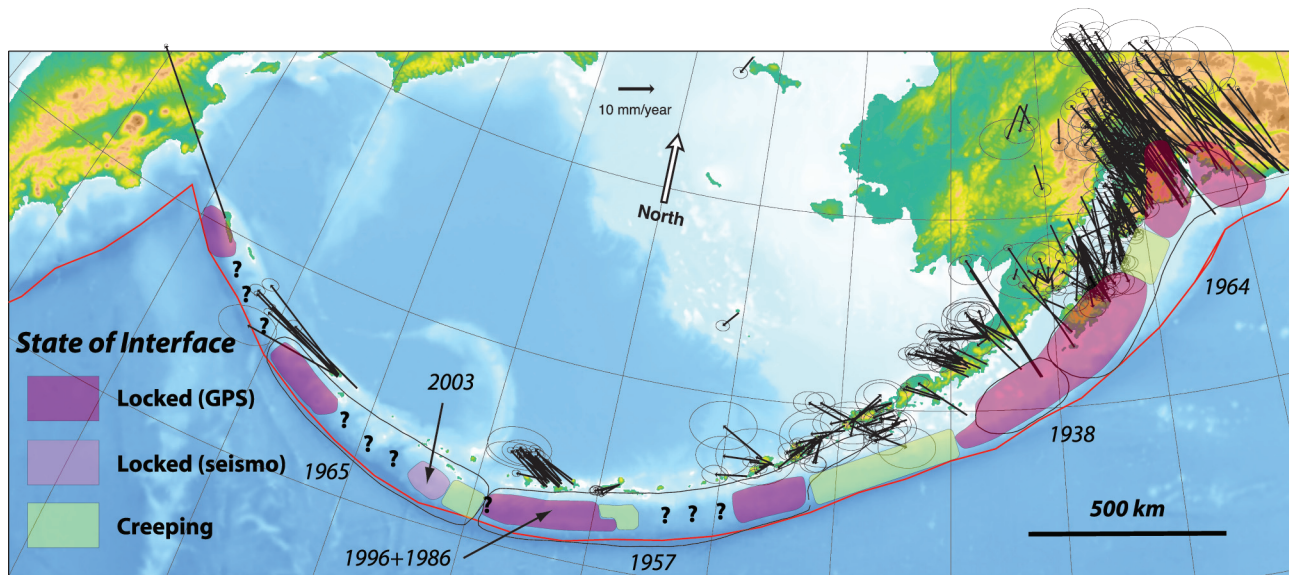 10 mm/year
North
?
?
?
State of Interface
Locked (GPS)
Locked (seismo)
Creeping
2003
?
?
?
1965
?
1996+1986
1957
? ? ?
1938
1964
500 km